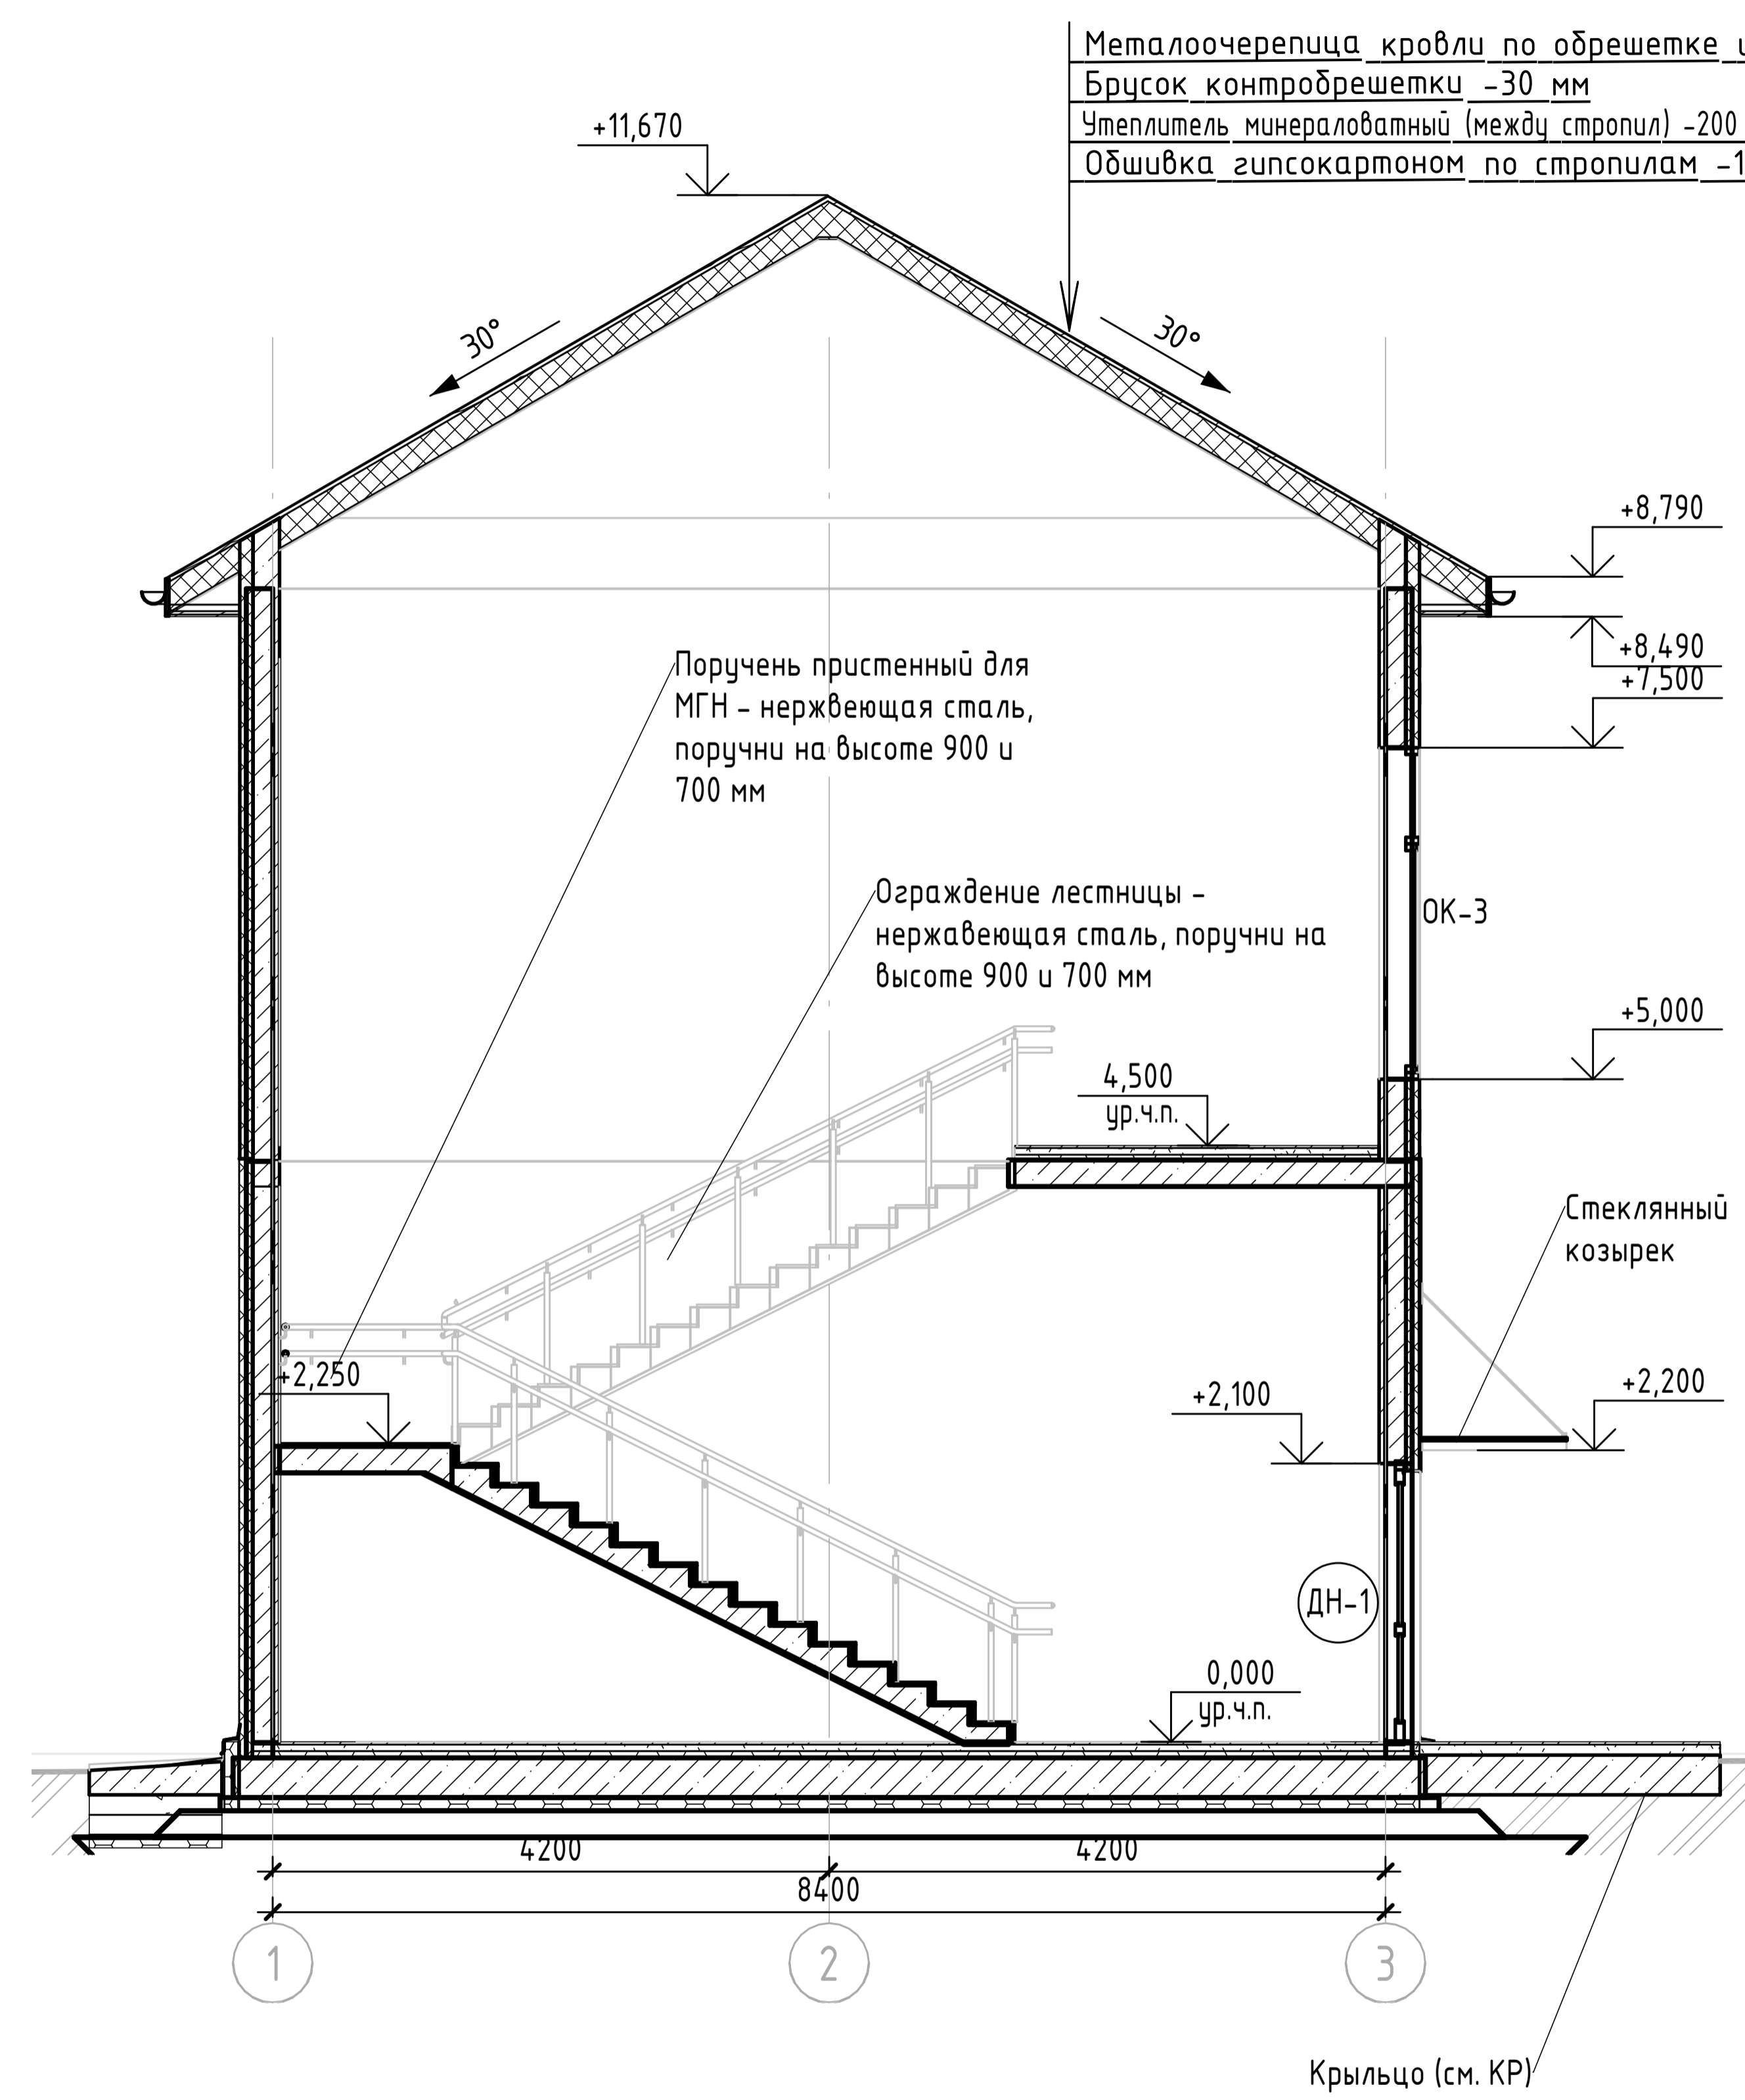 Металоочерепица кровли по обрешетке и
Брусок контробрешетки -30 мм
Утеплитель минераловатный (между стропил) -200
Обшивка гипсокартоном по стропилам -1
+11,670
30°
30°
+8,790
+8,490
+7,500
Поручень пристенный для
МГН - нержвеющая сталь,
поручни на высоте 900 и
700 мм
Ограждение лестницы -
нержавеющая сталь, поручни на
высоте 900 и 700 мм
ОК-3
+5,000
4,500
ур.ч.п.
Стеклянный
козырек
+2,250
+2,100
+2,200
ДН-1
0,000
ур.ч.п.
4200
4200
8400
1
2
3
Крыльцо (см. КР)